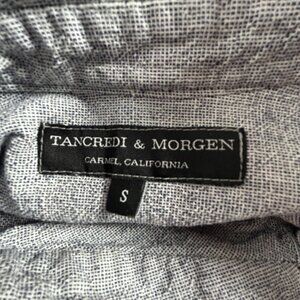 TANCREDI & MORGEN
CARMEL, CALIFORNIA
S